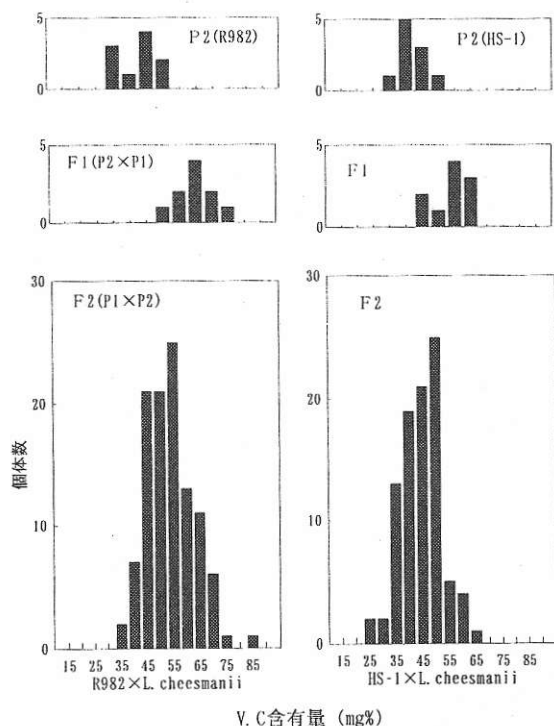 5
P2(R982)
0
5
P2(HS-1)
0
5
F1(P2×P1)
0
5
F1
0
30
F2(P1×P2)
20
10
0
個体数
15 25 35 45 55 65 75 85
R982×L.cheesmanii
30
F2
20
10
0
15 25 35 45 55 65 75 85
HS-1×L.cheesmanii
V.C含有量 (mg%)